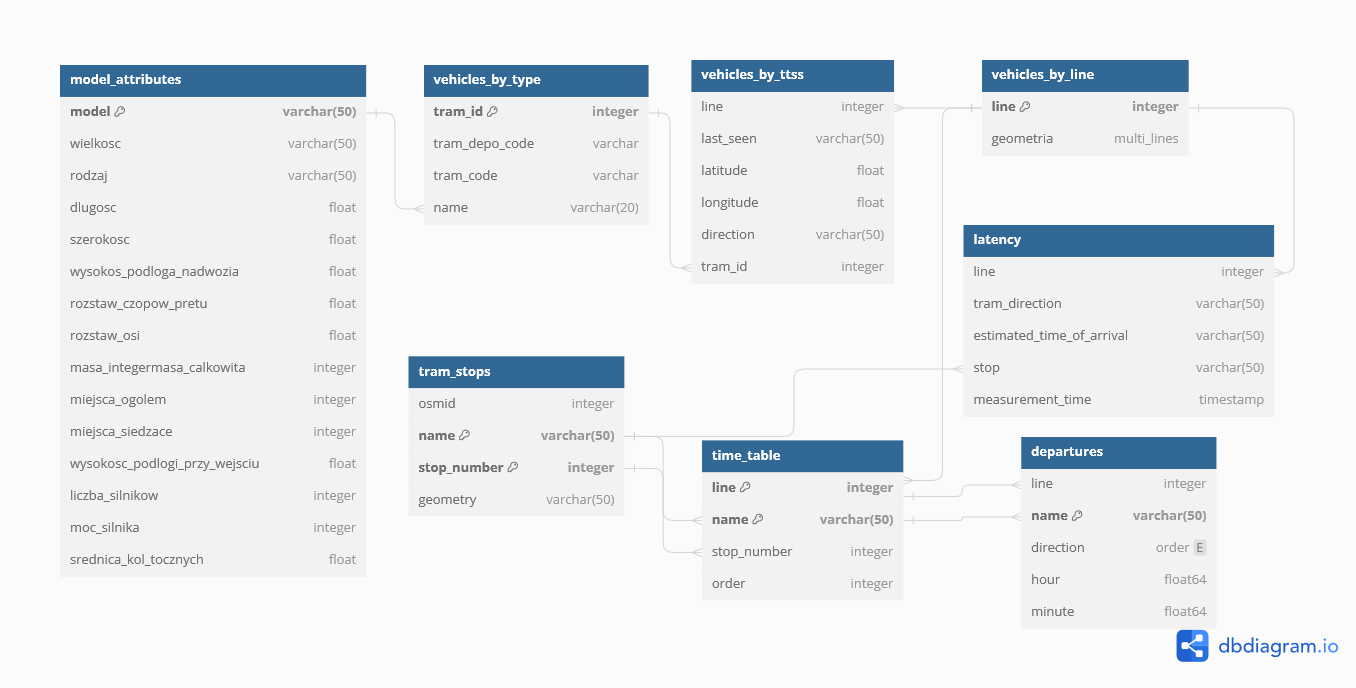 model_attributes
model varchar(50)
wielkosc varchar(50)
rodzaj varchar(50)
dlugosc float
szerokosc float
wysokos_podloga_nadwozia float
rozstaw_czopow_pretu float
rozstaw_osi float
masa_integermasa_calkowita integer
miejsca_ogolem integer
miejsca_siedzace integer
wysokosc_podlogi_przy_wejsciu float
liczba_silnikow integer
moc_silnika integer
srednica_kol_tocznych float
vehicles_by_type
tram_id integer
tram_depo_code varchar
tram_code varchar
name varchar(20)
vehicles_by_ttss
line integer
last_seen varchar(50)
latitude float
longitude float
direction varchar(50)
tram_id integer
vehicles_by_line
line integer
geometria multi_lines
latency
line integer
tram_direction varchar(50)
estimated_time_of_arrival varchar(50)
stop varchar(50)
measurement_time timestamp
tram_stops
osmid integer
name varchar(50)
stop_number integer
geometry varchar(50)
time_table
line integer
name varchar(50)
stop_number integer
order integer
departures
line integer
name varchar(50)
direction order E
hour float64
minute float64
dbdiagram.io